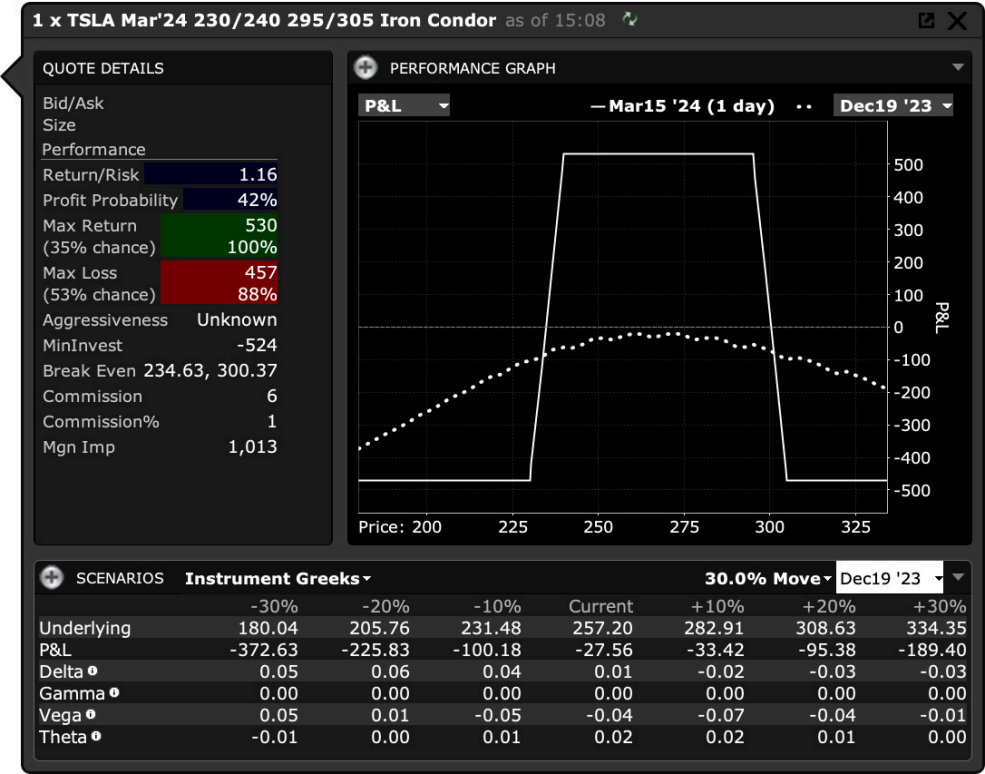 1 x TSLA Mar'24 230/240 295/305 Iron Condor as of 15:08
QUOTE DETAILS
Bid/Ask
Size
Performance
Return/Risk 1.16
Profit Probability 42%
Max Return 530
(35% chance) 100%
Max Loss 457
(53% chance) 88%
Aggressiveness Unknown
MinInvest -524
Break Even 234.63, 300.37
Commission 6
Commission% 1
Mgn Imp 1,013
PERFORMANCE GRAPH
P&L —Mar15 '24 (1 day) •• Dec19 '23
500
400
300
200
100
0
-100
-200
-300
-400
-500
P&L
Price: 200 225 250 275 300 325
SCENARIOS Instrument Greeks 30.0% Move Dec19 '23
-30% -20% -10% Current +10% +20% +30%
Underlying 180.04 205.76 231.48 257.20 282.91 308.63 334.35
P&L -372.63 -225.83 -100.18 -27.56 -33.42 -95.38 -189.40
Delta 0.05 0.06 0.04 0.01 -0.02 -0.03 -0.03
Gamma 0.00 0.00 0.00 0.00 0.00 0.00 0.00
Vega 0.05 0.01 -0.05 -0.04 -0.07 -0.04 -0.01
Theta -0.01 0.00 0.01 0.02 0.02 0.01 0.00